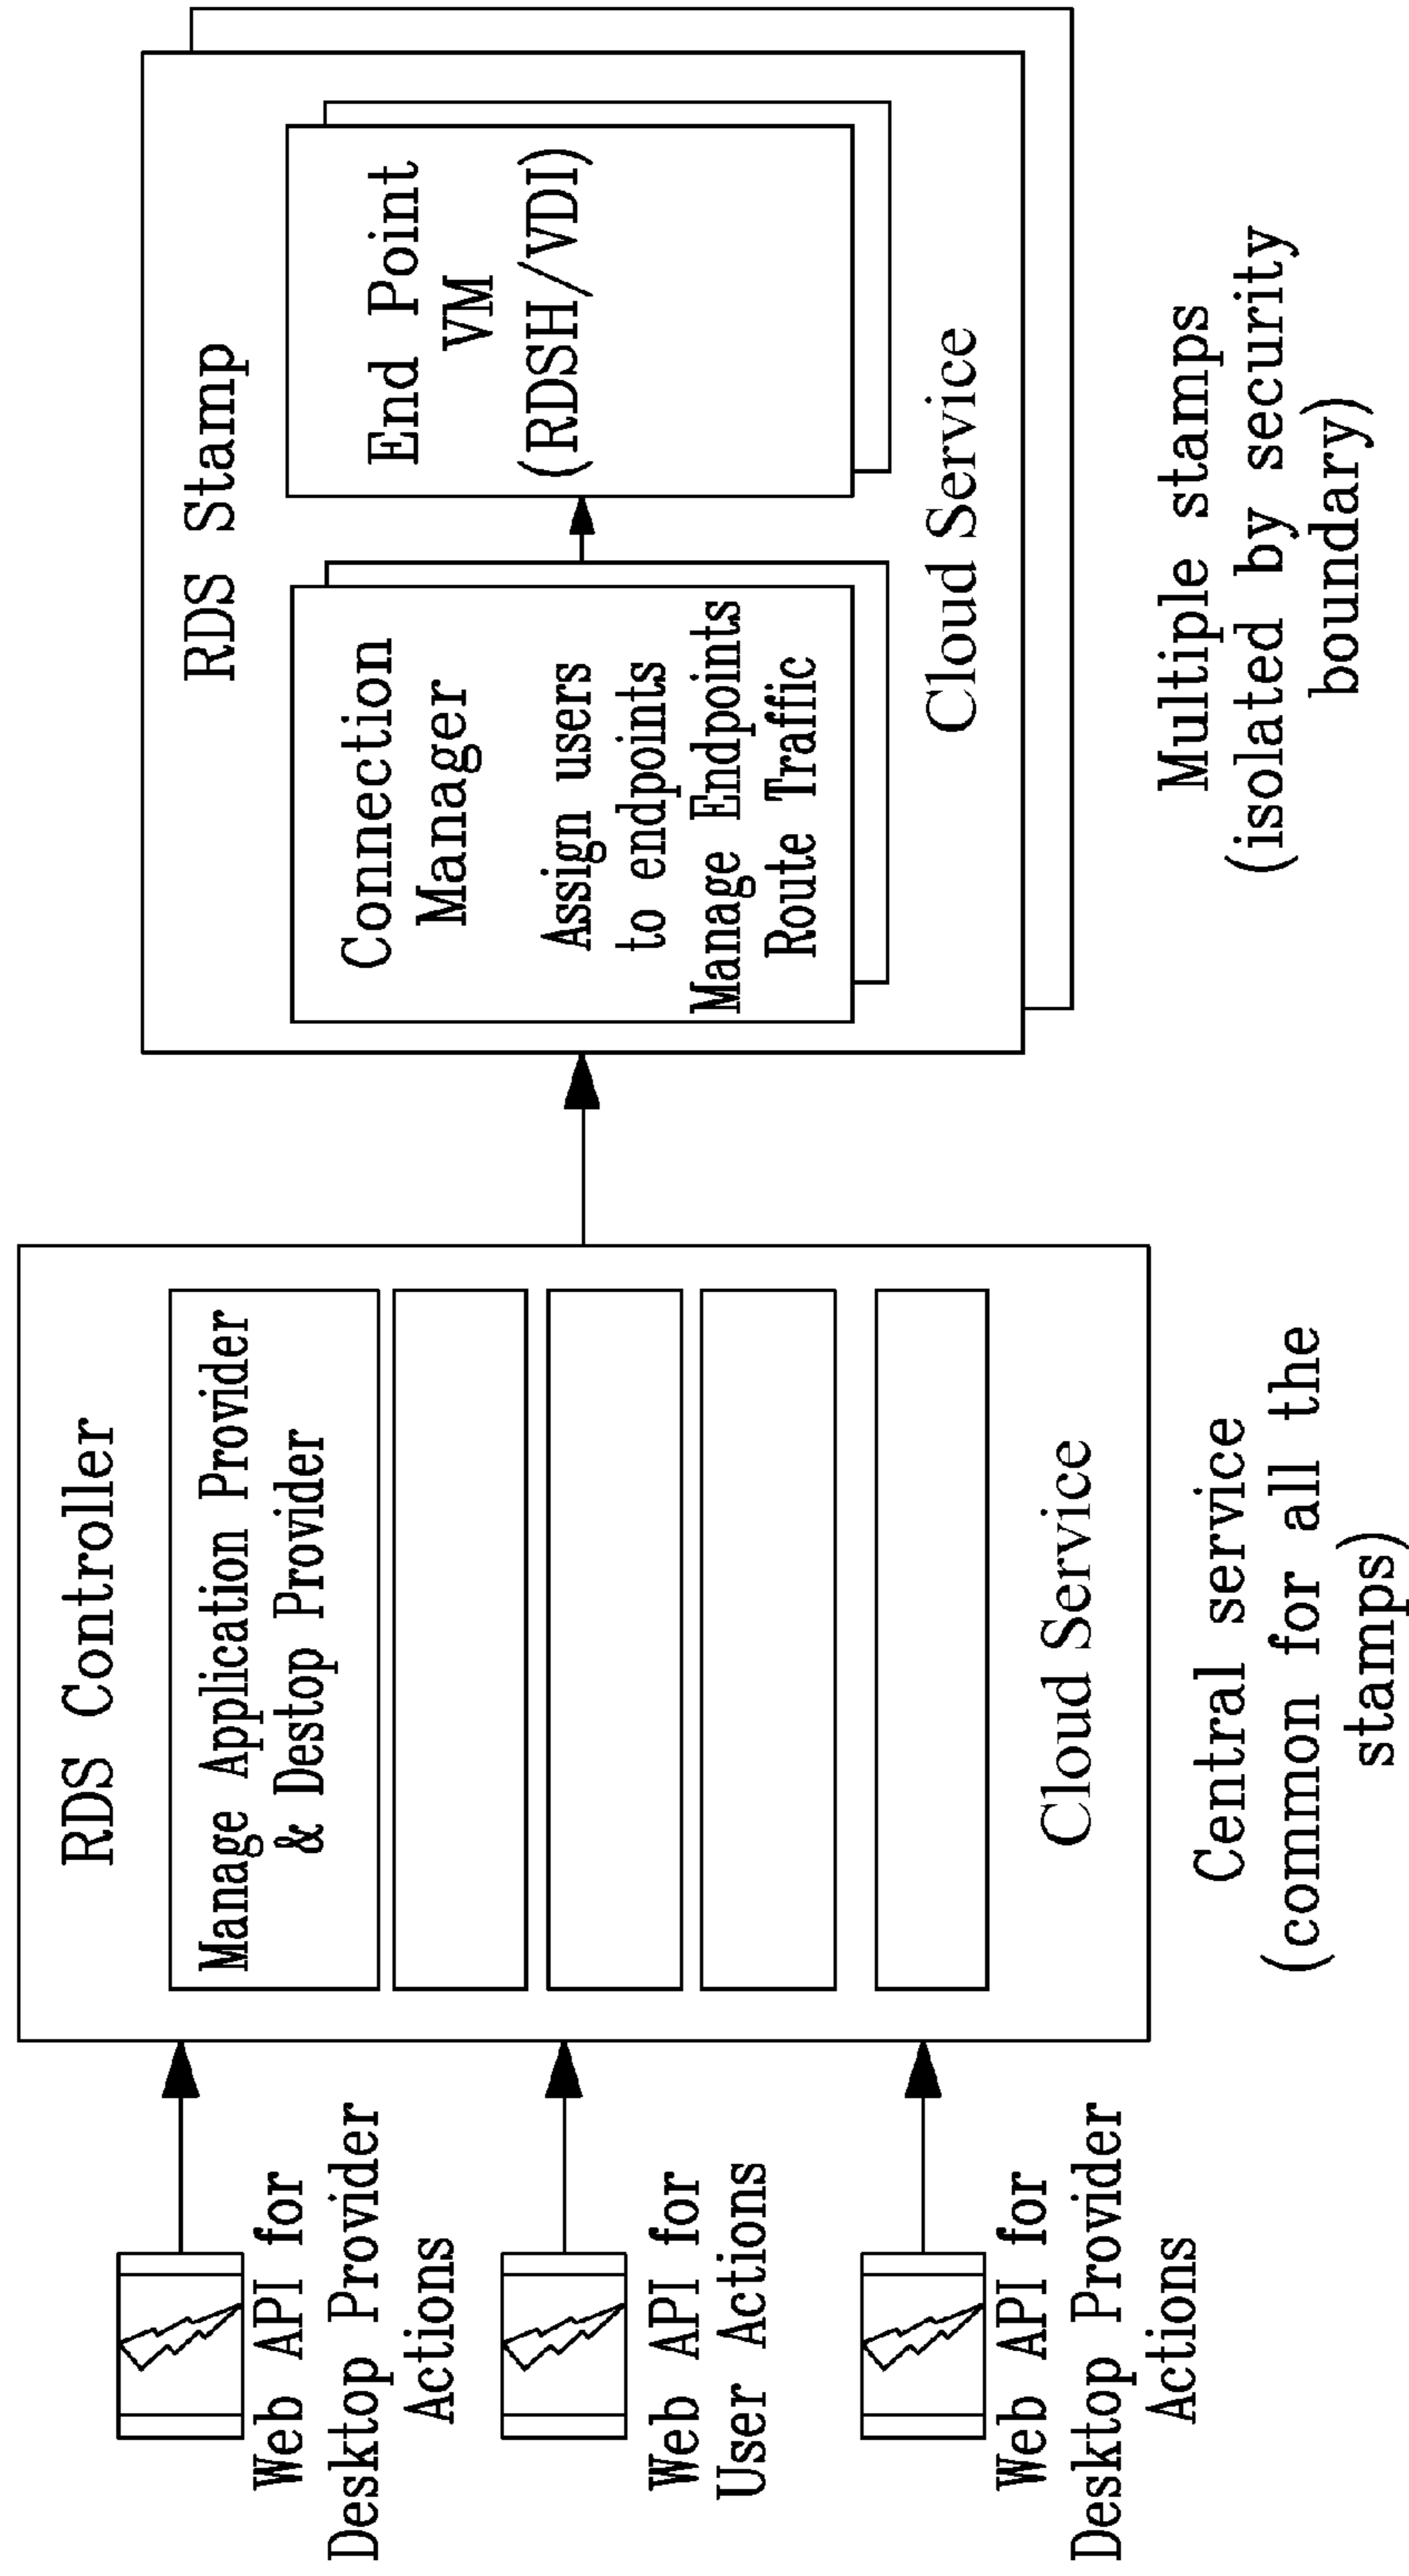 Web API for
Desktop Provider
Actions
Web API for
User Actions
Web API for
Desktop Provider
Actions
RDS Controller
Manage Application Provider
& Destop Provider
Cloud Service
Central service
(common for all the
stamps)
RDS Stamp
Connection
Manager
Assign users
to endpoints
Manage Endpoints
Route Traffic
End Point
VM
(RDSH/VDI)
Cloud Service
Multiple stamps
(isolated by security
boundary)